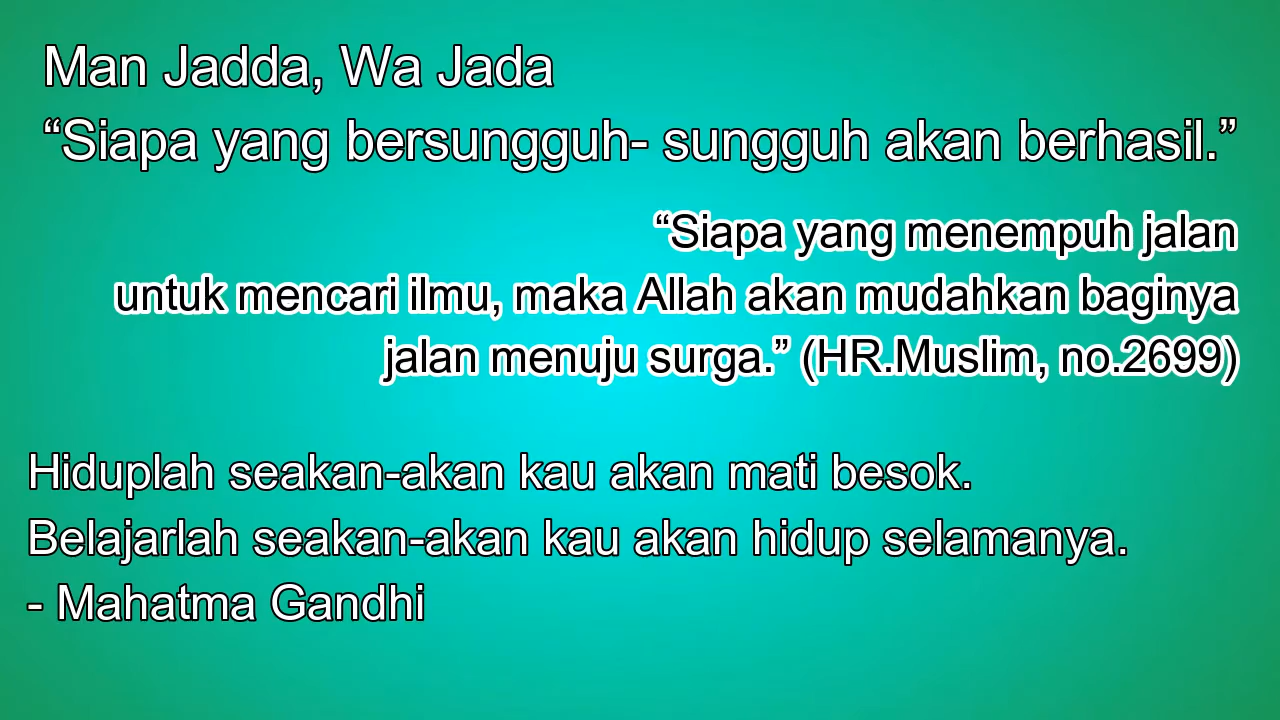 Man Jadda, Wa Jada
“Siapa yang bersungguh- sungguh akan berhasil.”
“Siapa yang menempuh jalan
untuk mencari ilmu, maka Allah akan mudahkan baginya
jalan menuju surga.” (HR.Muslim, no.2699)
Hiduplah seakan-akan kau akan mati besok.
Belajarlah seakan-akan kau akan hidup selamanya.
- Mahatma Gandhi